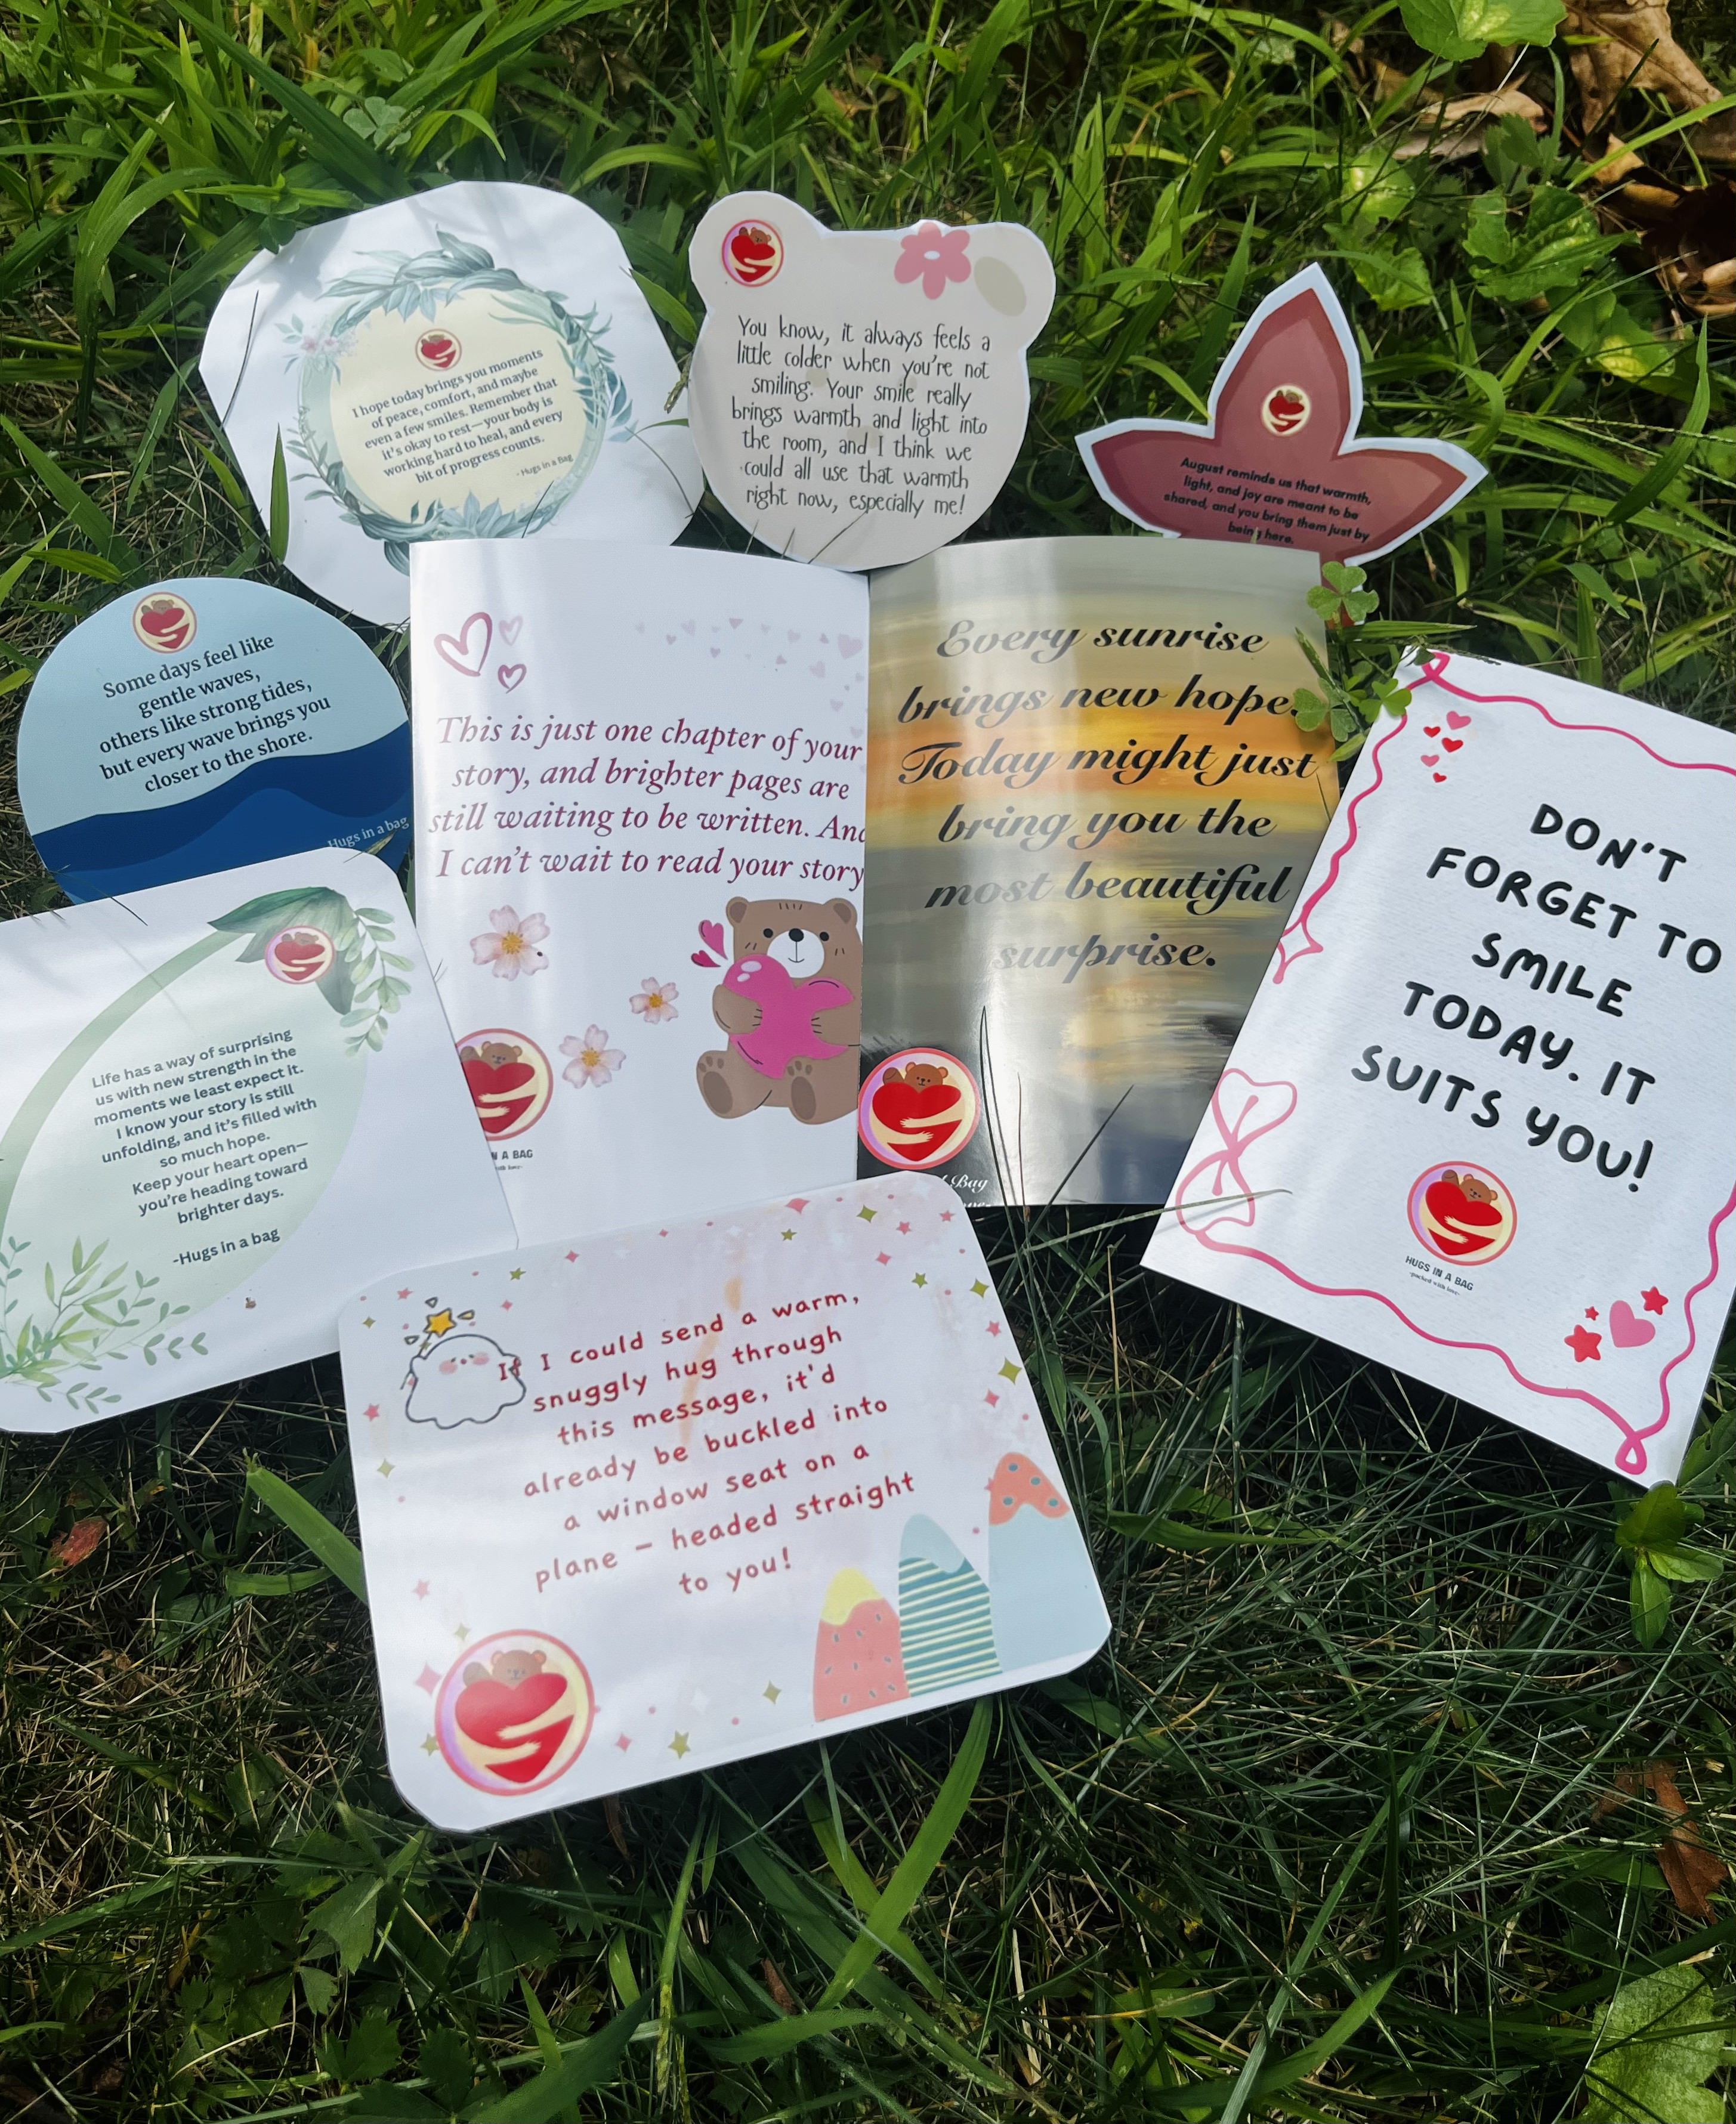 I hope today brings you moments
of peace, comfort, and maybe
even a few smiles. Remember that
it's okay to rest—your body is
working hard to heal, and every
bit of progress counts.
- Hugs in a Bag
You know, it always feels a
little colder when you're not
smiling. Your smile really
brings warmth and light into
the room, and I think we
could all use that warmth
right now, especially me!
August reminds us that warmth,
light, and joy are meant to be
shared, and you bring them just by
being here.
Some days feel like
gentle waves,
others like strong tides,
but every wave brings you
closer to the shore.
Hugs in a bag
This is just one chapter of your
story, and brighter pages are
still waiting to be written. And
I can't wait to read your story
N A BAG
Every sunrise
brings new hope.
Today might just
bring you the
most beautiful
surprise.
Bag
DON'T
FORGET TO
SMILE
TODAY. IT
SUITS YOU!
HUGS IN A BAG
-packed with love-
Life has a way of surprising
us with new strength in the
moments we least expect it.
I know your story is still
unfolding, and it's filled with
so much hope.
Keep your heart open—
you're heading toward
brighter days.
-Hugs in a bag
If I could send a warm,
snuggly hug through
this message, it'd
already be buckled into
a window seat on a
plane – headed straight
to you!